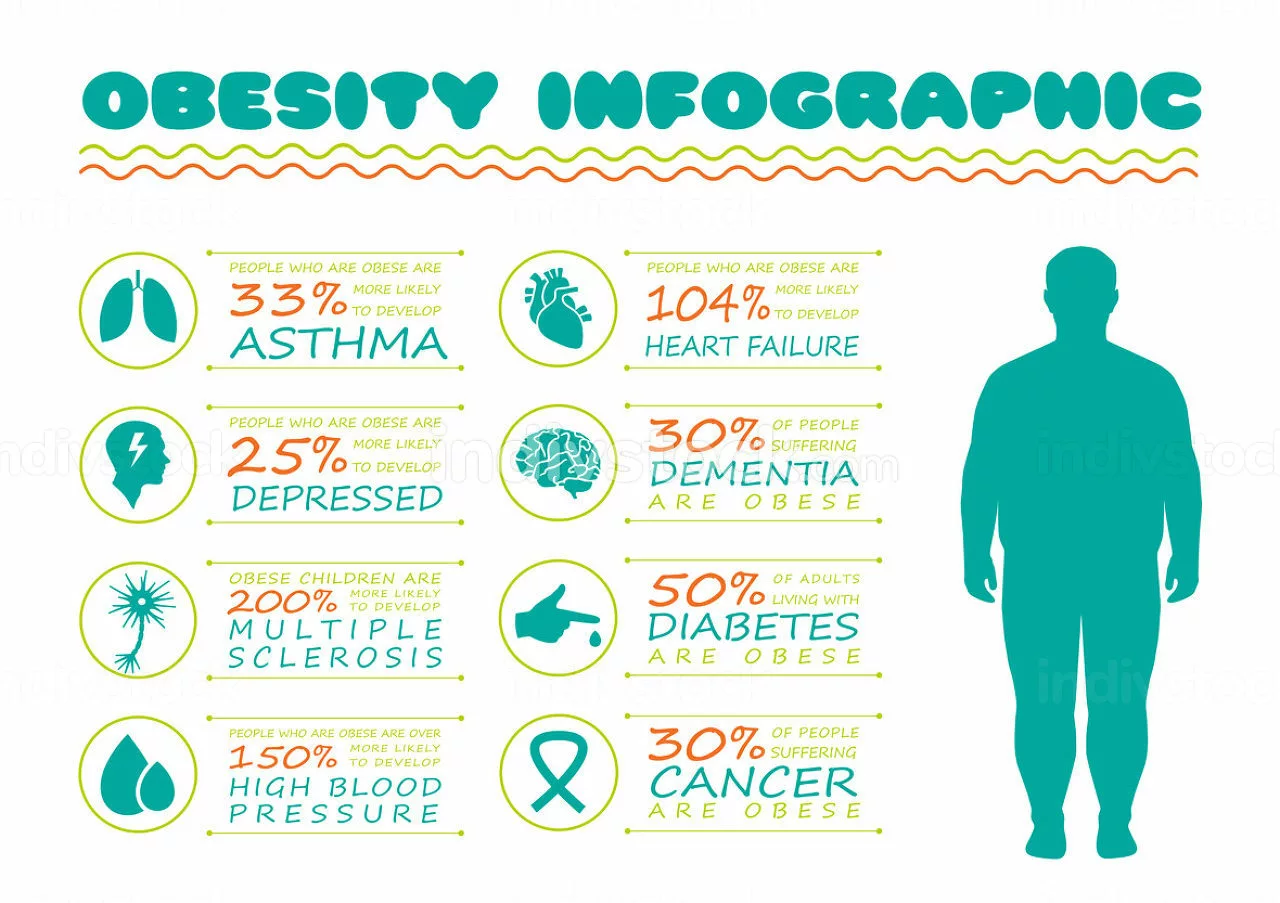 OBESITY INFOGRAPHIC
PEOPLE WHO ARE OBESE ARE
33% MORE LIKELY
TO DEVELOP
ASTHMA
PEOPLE WHO ARE OBESE ARE
25% MORE LIKELY
TO DEVELOP
DEPRESSED
OBESE CHILDREN ARE
200% MORE LIKELY
TO DEVELOP
MULTIPLE
SCLEROSIS
PEOPLE WHO ARE OBESE ARE OVER
150% MORE LIKELY
TO DEVELOP
HIGH BLOOD
PRESSURE
PEOPLE WHO ARE OBESE ARE
104% MORE LIKELY
TO DEVELOP
HEART FAILURE
30% OF PEOPLE
SUFFERING
DEMENTIA
ARE OBESE
50% OF ADULTS
LIVING WITH
DIABETES
ARE OBESE
30% OF PEOPLE
SUFFERING
CANCER
ARE OBESE
indivstock.com